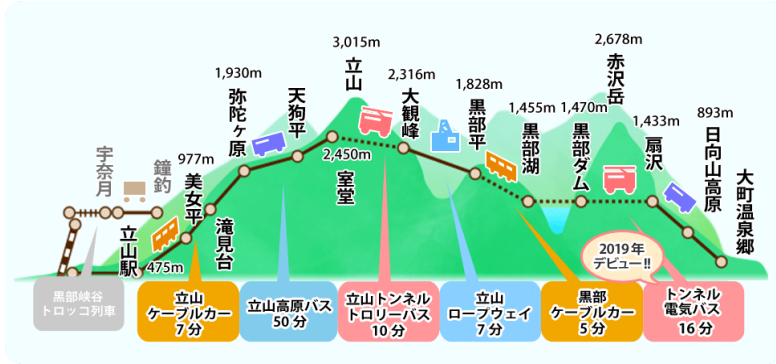 3,015m
立山
2,678m
赤沢岳
1,930m
弥陀ヶ原
天狗平
2,316m
大観峰
1,828m
黒部平
1,455m
黒部湖
1,470m
黒部ダム
1,433m
扇沢
893m
日向山高原
大町温泉郷
宇奈月
鐘釣
977m
美女平
滝見台
2,450m
室堂
立山駅
475m
2019年
デビュー!!
黒部峡谷
トロッコ列車
立山
ケーブルカー
7分
立山高原バス
50分
立山トンネル
トロリーバス
10分
立山
ロープウェイ
7分
黒部
ケーブルカー
5分
トンネル
電気バス
16分